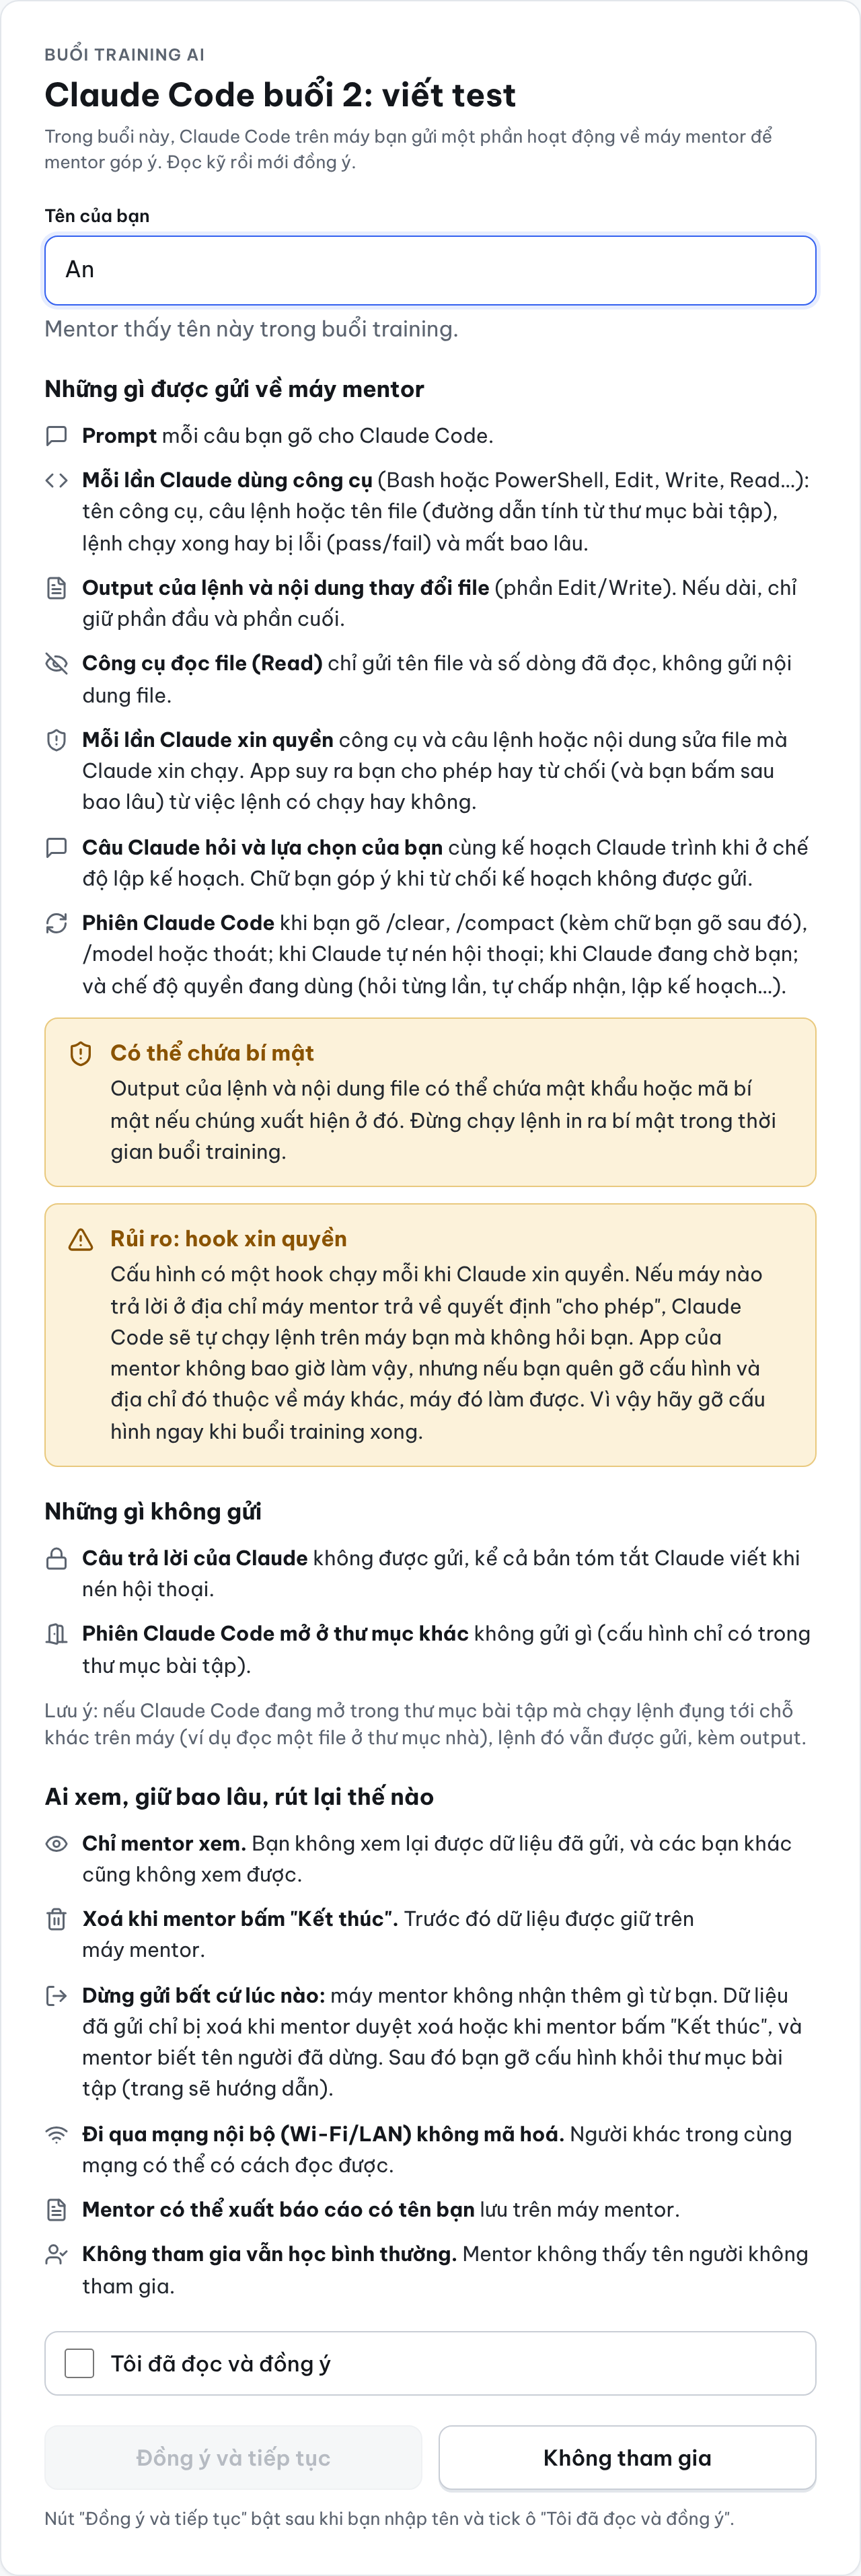 BUỔI TRAINING AI
Claude Code buổi 2: viết test
Trong buổi này, Claude Code trên máy bạn gửi một phần hoạt động về máy mentor để
mentor góp ý. Đọc kỹ rồi mới đồng ý.
Tên của bạn
An
Mentor thấy tên này trong buổi training.
Những gì được gửi về máy mentor
Prompt mỗi câu bạn gõ cho Claude Code.
Mỗi lần Claude dùng công cụ (Bash hoặc PowerShell, Edit, Write, Read…):
tên công cụ, câu lệnh hoặc tên file (đường dẫn tính từ thư mục bài tập),
lệnh chạy xong hay bị lỗi (pass/fail) và mất bao lâu.
Output của lệnh và nội dung thay đổi file (phần Edit/Write). Nếu dài, chỉ
giữ phần đầu và phần cuối.
Công cụ đọc file (Read) chỉ gửi tên file và số dòng đã đọc, không gửi nội
dung file.
Mỗi lần Claude xin quyền công cụ và câu lệnh hoặc nội dung sửa file mà
Claude xin chạy. App suy ra bạn cho phép hay từ chối (và bạn bấm sau
bao lâu) từ việc lệnh có chạy hay không.
Câu Claude hỏi và lựa chọn của bạn cùng kế hoạch Claude trình khi ở chế
độ lập kế hoạch. Chữ bạn góp ý khi từ chối kế hoạch không được gửi.
Phiên Claude Code khi bạn gõ /clear, /compact (kèm chữ bạn gõ sau đó),
/model hoặc thoát; khi Claude tự nén hội thoại; khi Claude đang chờ bạn;
và chế độ quyền đang dùng (hỏi từng lần, tự chấp nhận, lập kế hoạch…).
Có thể chứa bí mật
Output của lệnh và nội dung file có thể chứa mật khẩu hoặc mã bí
mật nếu chúng xuất hiện ở đó. Đừng chạy lệnh in ra bí mật trong thời
gian buổi training.
Rủi ro: hook xin quyền
Cấu hình có một hook chạy mỗi khi Claude xin quyền. Nếu máy nào
trả lời ở địa chỉ máy mentor trả về quyết định "cho phép", Claude
Code sẽ tự chạy lệnh trên máy bạn mà không hỏi bạn. App của
mentor không bao giờ làm vậy, nhưng nếu bạn quên gỡ cấu hình và
địa chỉ đó thuộc về máy khác, máy đó làm được. Vì vậy hãy gỡ cấu
hình ngay khi buổi training xong.
Những gì không gửi
Câu trả lời của Claude không được gửi, kể cả bản tóm tắt Claude viết khi
nén hội thoại.
Phiên Claude Code mở ở thư mục khác không gửi gì (cấu hình chỉ có trong
thư mục bài tập).
Lưu ý: nếu Claude Code đang mở trong thư mục bài tập mà chạy lệnh đụng tới chỗ
khác trên máy (ví dụ đọc một file ở thư mục nhà), lệnh đó vẫn được gửi, kèm output.
Ai xem, giữ bao lâu, rút lại thế nào
Chỉ mentor xem. Bạn không xem lại được dữ liệu đã gửi, và các bạn khác
cũng không xem được.
Xoá khi mentor bấm "Kết thúc". Trước đó dữ liệu được giữ trên
máy mentor.
Dừng gửi bất cứ lúc nào: máy mentor không nhận thêm gì từ bạn. Dữ liệu
đã gửi chỉ bị xoá khi mentor duyệt xoá hoặc khi mentor bấm "Kết thúc", và
mentor biết tên người đã dừng. Sau đó bạn gỡ cấu hình khỏi thư mục bài
tập (trang sẽ hướng dẫn).
Đi qua mạng nội bộ (Wi-Fi/LAN) không mã hoá. Người khác trong cùng
mạng có thể có cách đọc được.
Mentor có thể xuất báo cáo có tên bạn lưu trên máy mentor.
Không tham gia vẫn học bình thường. Mentor không thấy tên người không
tham gia.
Tôi đã đọc và đồng ý
Đồng ý và tiếp tục
Không tham gia
Nút "Đồng ý và tiếp tục" bật sau khi bạn nhập tên và tick ô "Tôi đã đọc và đồng ý".